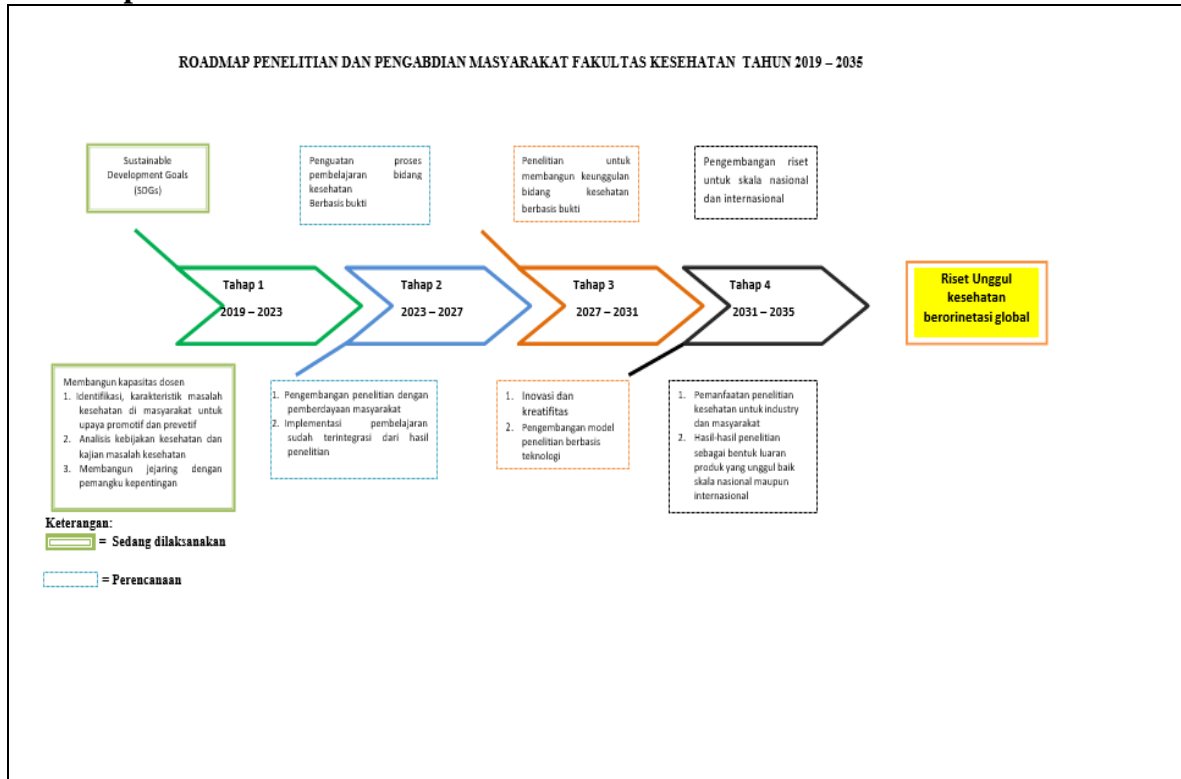 ROADMAP PENELITIAN DAN PENGABDIAN MASYARAKAT FAKULTAS KESEHATAN TAHUN 2019 – 2035
Sustainable
Development Goals
(SDGs)
Penguatan proses
pembelajaran bidang
kesehatan
Berbasis bukti
Penelitian untuk
membangun keunggulan
bidang kesehatan
berbasis bukti
Pengembangan riset
untuk skala nasional
dan internasional
Tahap 1
2019 – 2023
Tahap 2
2023 – 2027
Tahap 3
2027 – 2031
Tahap 4
2031 – 2035
Riset Unggul
kesehatan
berorinetasi global
Membangun kapasitas dosen
1. Identifikasi, karakteristik masalah
kesehatan di masyarakat untuk
upaya promotif dan prevetif
2. Analisis kebijakan kesehatan dan
kajian masalah kesehatan
3. Membangun jejaring dengan
pemangku kepentingan
1. Pengembangan penelitian dengan
pemberdayaan masyarakat
2. Implementasi pembelajaran
sudah terintegrasi dari hasil
penelitian
1. Inovasi dan
kreatifitas
2. Pengembangan model
penelitian berbasis
teknologi
1. Pemanfaatan penelitian
kesehatan untuk industry
dan masyarakat
2. Hasil-hasil penelitian
sebagai bentuk luaran
produk yang unggul baik
skala nasional maupun
internasional
Keterangan:
= Sedang dilaksanakan
= Perencanaan